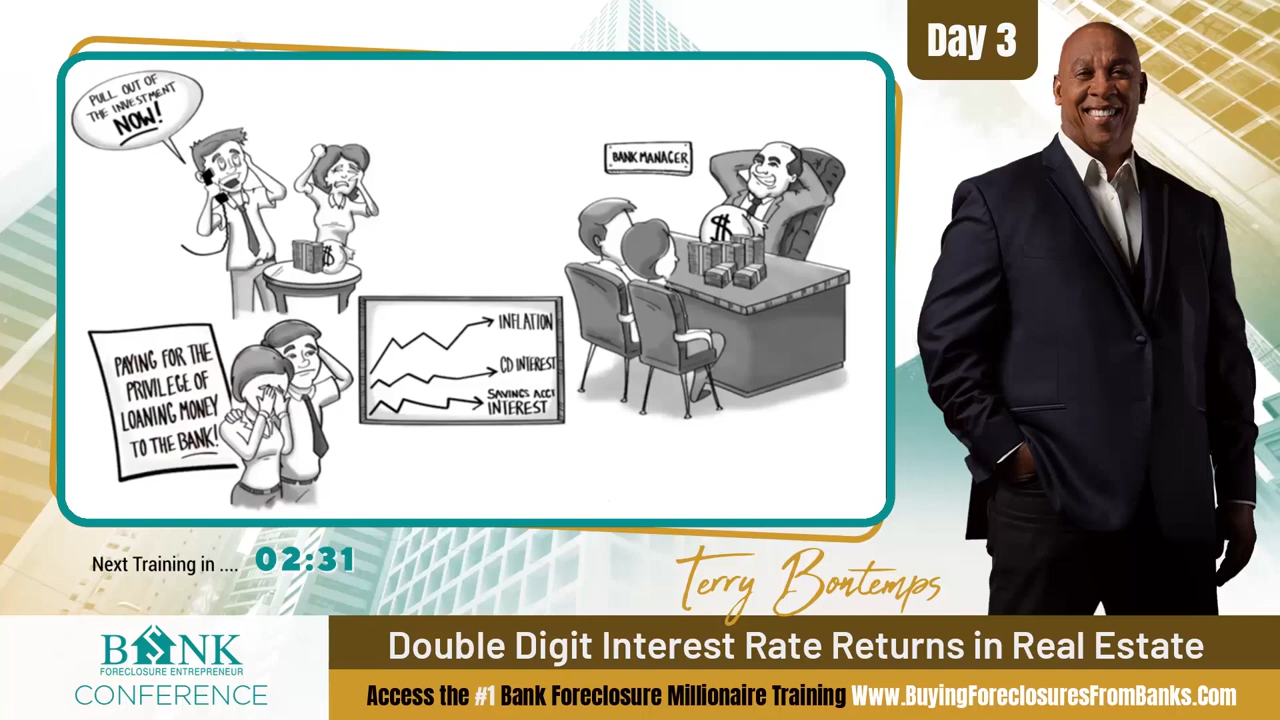 Day 3
PULL OUT OF
THE INVESTMENT
NOW!
$
BANK MANAGER
$
PAYING FOR THE
PRIVILEGE OF
LOANING MONEY
TO THE BANK!
INFLATION
CD INTEREST
SAVINGS ACCT
INTEREST
Next Training in .... 02:31
Terry Bontemps
BANK
FORECLOSURE ENTREPRENEUR
CONFERENCE
Double Digit Interest Rate Returns in Real Estate
Access the #1 Bank Foreclosure Millionaire Training Www.BuyingForeclosuresFromBanks.Com